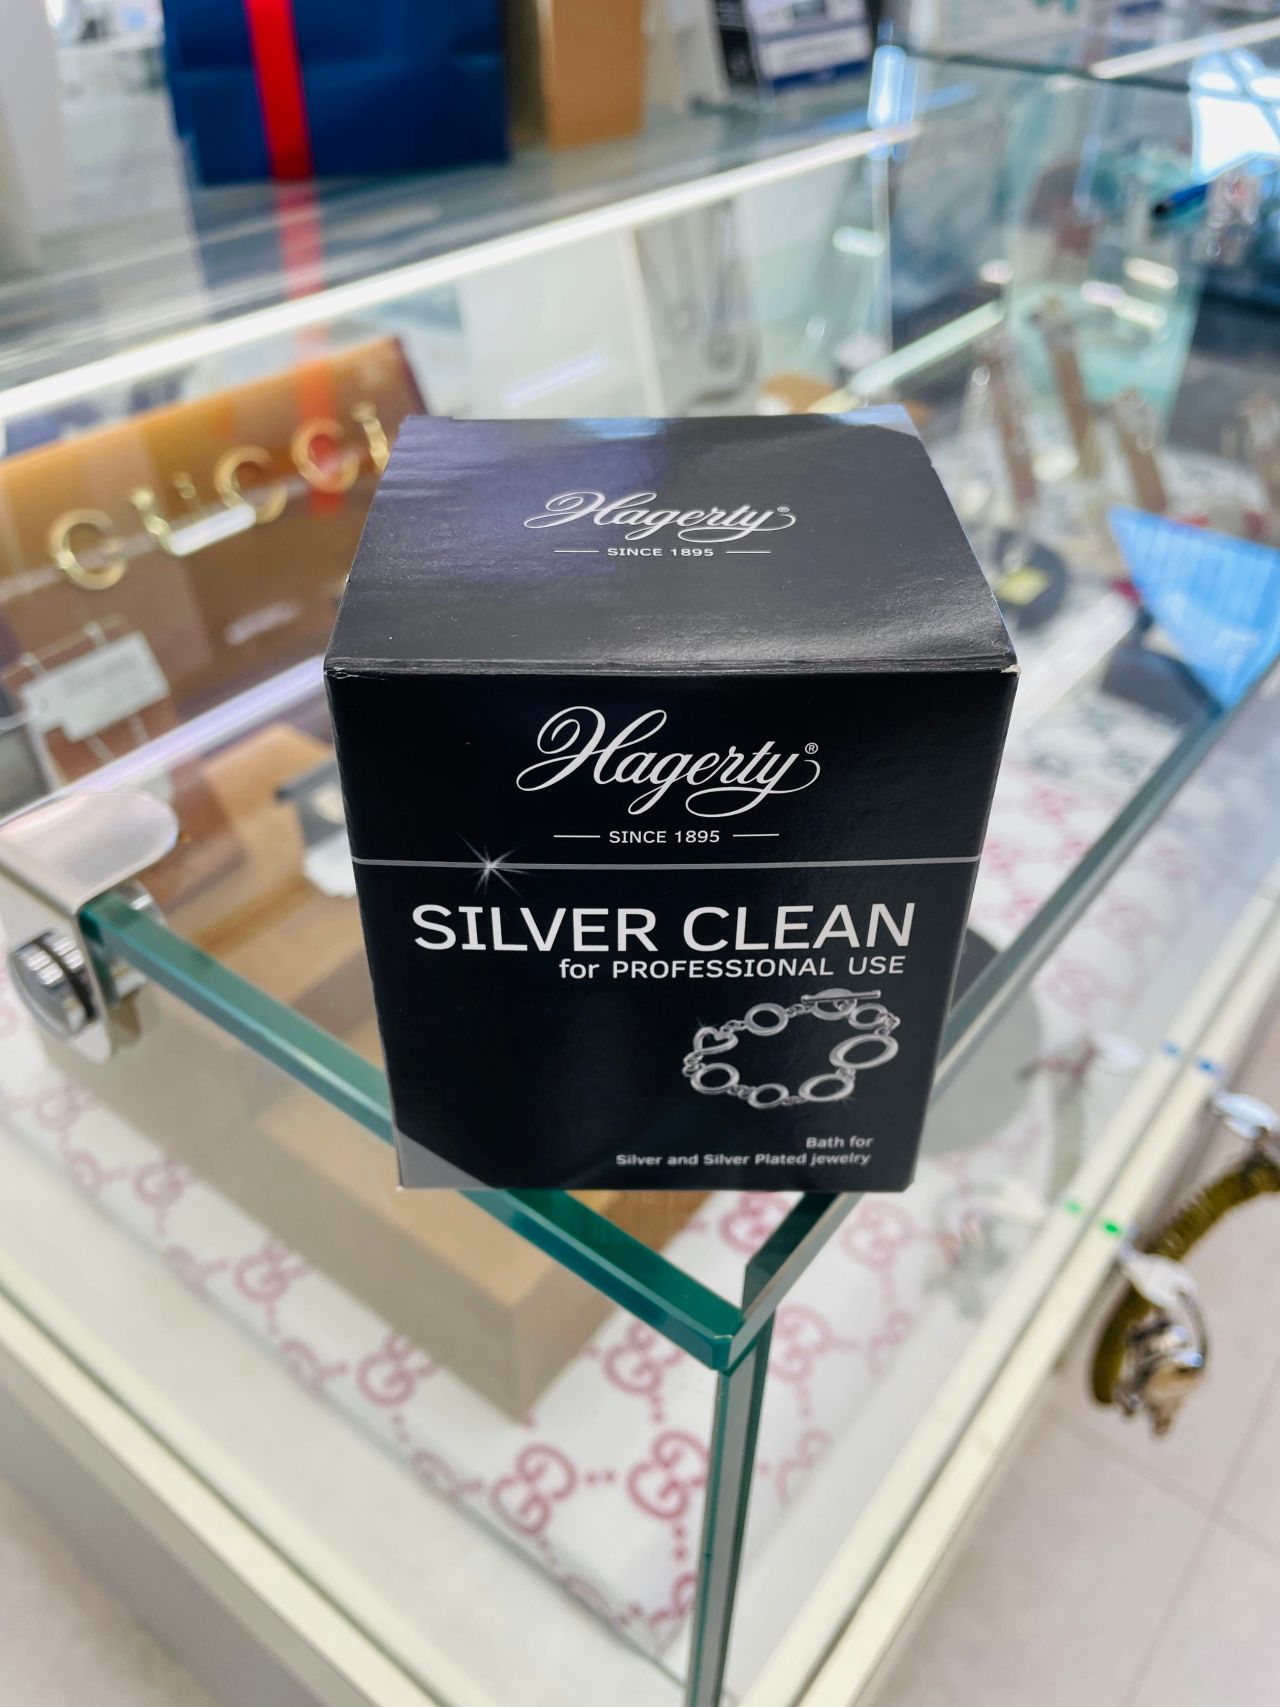 GUCCI
Hagerty®
SINCE 1895
Hagerty®
SINCE 1895
SILVER CLEAN
for PROFESSIONAL USE
Bath for
Silver and Silver Plated jewelry